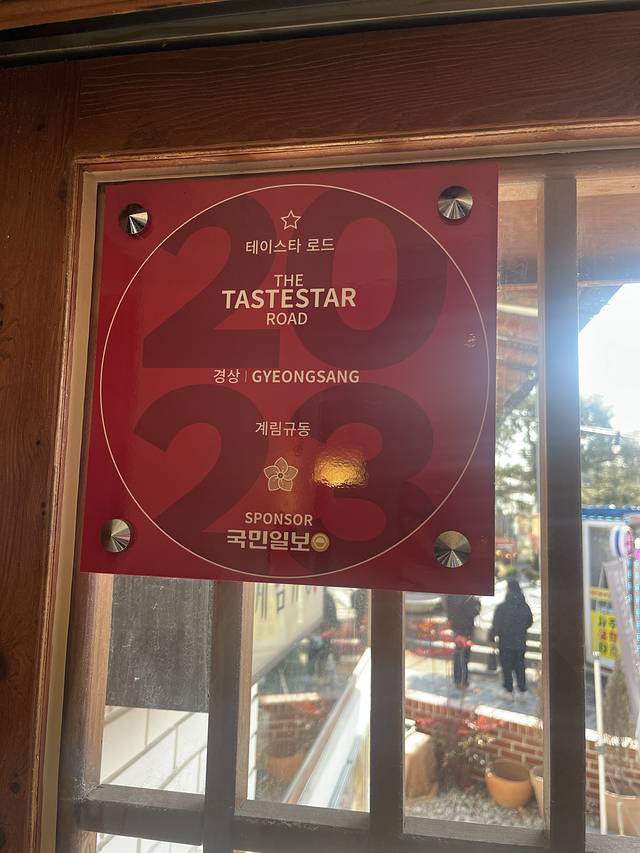 2023
테이스타 로드
THE
TASTESTAR
ROAD
경상 | GYEONGSANG
계림규동
SPONSOR
국민일보